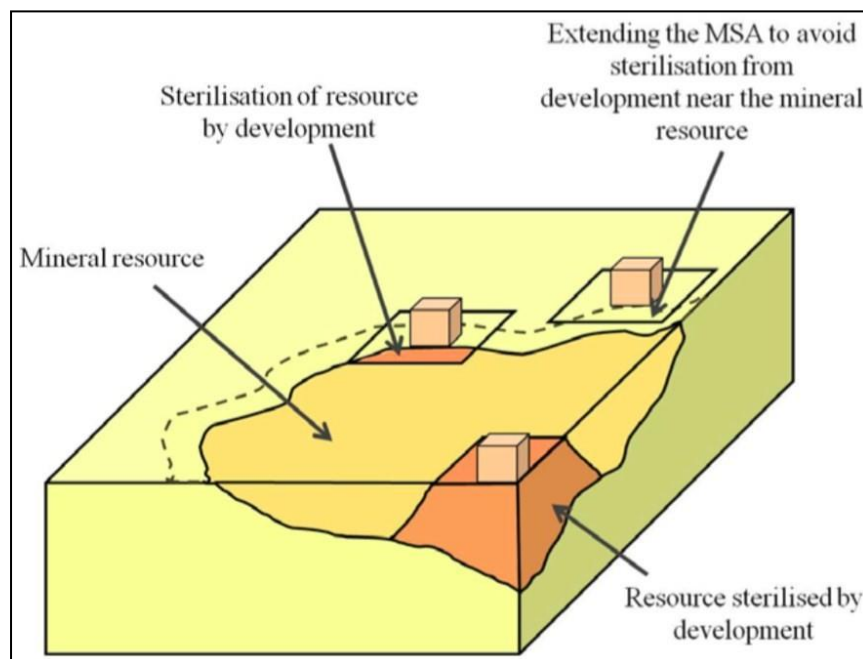 Extending the MSA to avoid
sterilisation from
development near the mineral
resource
Sterilisation of resource
by development
Mineral resource
Resource sterilised by
development